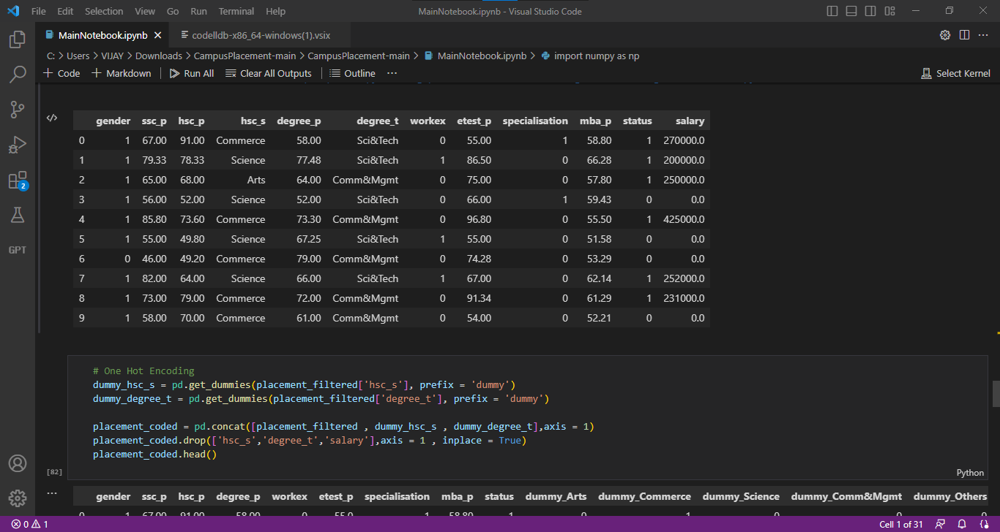 File Edit Selection View Go Run Terminal Help MainNotebook.ipynb - Visual Studio Code
MainNotebook.ipynb codelldb-x86_64-windows(1).vsix
C: > Users > VIJAY > Downloads > CampusPlacement-main > CampusPlacement-main > MainNotebook.ipynb > import numpy as np
+ Code + Markdown Run All Clear All Outputs Outline ... Select Kernel
gender ssc_p hsc_p hsc_s degree_p degree_t workex etest_p specialisation mba_p status salary
0 1 67.00 91.00 Commerce 58.00 Sci&Tech 0 55.00 1 58.80 1 270000.0
1 1 79.33 78.33 Science 77.48 Sci&Tech 1 86.50 0 66.28 1 200000.0
2 1 65.00 68.00 Arts 64.00 Comm&Mgmt 0 75.00 0 57.80 1 250000.0
3 1 56.00 52.00 Science 52.00 Sci&Tech 0 66.00 1 59.43 0 0.0
4 1 85.80 73.60 Commerce 73.30 Comm&Mgmt 0 96.80 0 55.50 1 425000.0
5 1 55.00 49.80 Science 67.25 Sci&Tech 1 55.00 0 51.58 0 0.0
6 0 46.00 49.20 Commerce 79.00 Comm&Mgmt 0 74.28 0 53.29 0 0.0
7 1 82.00 64.00 Science 66.00 Sci&Tech 1 67.00 0 62.14 1 252000.0
8 1 73.00 79.00 Commerce 72.00 Comm&Mgmt 0 91.34 0 61.29 1 231000.0
9 1 58.00 70.00 Commerce 61.00 Comm&Mgmt 0 54.00 0 52.21 0 0.0
2
GPT
# One Hot Encoding
dummy_hsc_s = pd.get_dummies(placement_filtered['hsc_s'], prefix = 'dummy')
dummy_degree_t = pd.get_dummies(placement_filtered['degree_t'], prefix = 'dummy')
placement_coded = pd.concat([placement_filtered , dummy_hsc_s , dummy_degree_t],axis = 1)
placement_coded.drop(['hsc_s','degree_t','salary'],axis = 1 , inplace = True)
placement_coded.head()
[82] Python
... gender ssc_p hsc_p degree_p workex etest_p specialisation mba_p status dummy_Arts dummy_Commerce dummy_Science dummy_Comm&Mgmt dummy_Others
0 1 67.00 91.00 58.00 0 55.0 1 58.80 1 0 1 0 0 0
0 1 Cell 1 of 31